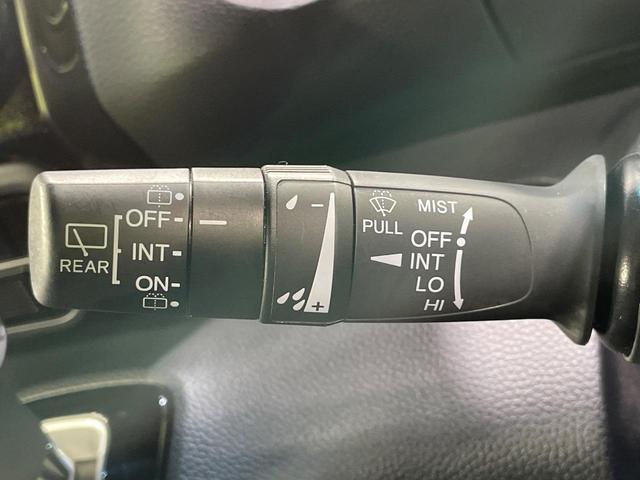 REAR
OFF
INT
ON
−
+
PULL
MIST
OFF
INT
LO
HI